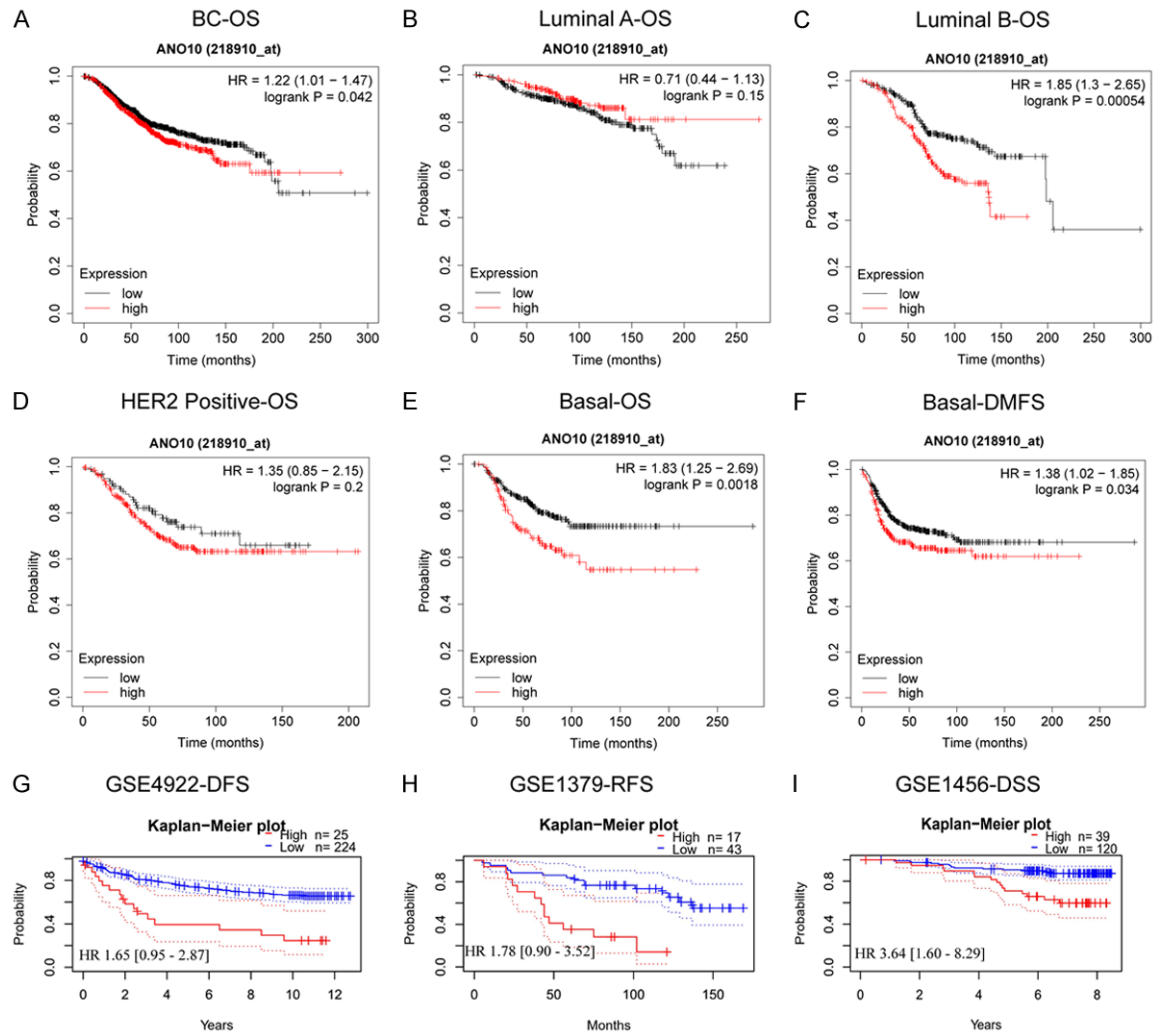 A
BC-OS
ANO10 (218910_at)
HR = 1.22 (1.01 − 1.47)
logrank P = 0.042
Probability
1.0
0.8
0.6
0.4
0.2
0.0
Expression
low
high
0 50 100 150 200 250 300
Time (months)
B
Luminal A-OS
ANO10 (218910_at)
HR = 0.71 (0.44 − 1.13)
logrank P = 0.15
Probability
1.0
0.8
0.6
0.4
0.2
0.0
Expression
low
high
0 50 100 150 200 250
Time (months)
C
Luminal B-OS
ANO10 (218910_at)
HR = 1.85 (1.3 − 2.65)
logrank P = 0.00054
Probability
1.0
0.8
0.6
0.4
0.2
0.0
Expression
low
high
0 50 100 150 200 250 300
Time (months)
D
HER2 Positive-OS
ANO10 (218910_at)
HR = 1.35 (0.85 − 2.15)
logrank P = 0.2
Probability
1.0
0.8
0.6
0.4
0.2
0.0
Expression
low
high
0 50 100 150 200
Time (months)
E
Basal-OS
ANO10 (218910_at)
HR = 1.83 (1.25 − 2.69)
logrank P = 0.0018
Probability
1.0
0.8
0.6
0.4
0.2
0.0
Expression
low
high
0 50 100 150 200 250
Time (months)
F
Basal-DMFS
ANO10 (218910_at)
HR = 1.38 (1.02 − 1.85)
logrank P = 0.034
Probability
1.0
0.8
0.6
0.4
0.2
0.0
Expression
low
high
0 50 100 150 200 250
Time (months)
G
GSE4922-DFS
Kaplan−Meier plot
High n= 25
Low n= 224
Probability
0.8
0.4
0.0
HR 1.65 [0.95 - 2.87]
0 2 4 6 8 10 12
Years
H
GSE1379-RFS
Kaplan−Meier plot
High n= 17
Low n= 43
Probability
0.8
0.4
0.0
HR 1.78 [0.90 - 3.52]
0 50 100 150
Months
I
GSE1456-DSS
Kaplan−Meier plot
High n= 39
Low n= 120
Probability
0.8
0.4
0.0
HR 3.64 [1.60 - 8.29]
0 2 4 6 8
Years